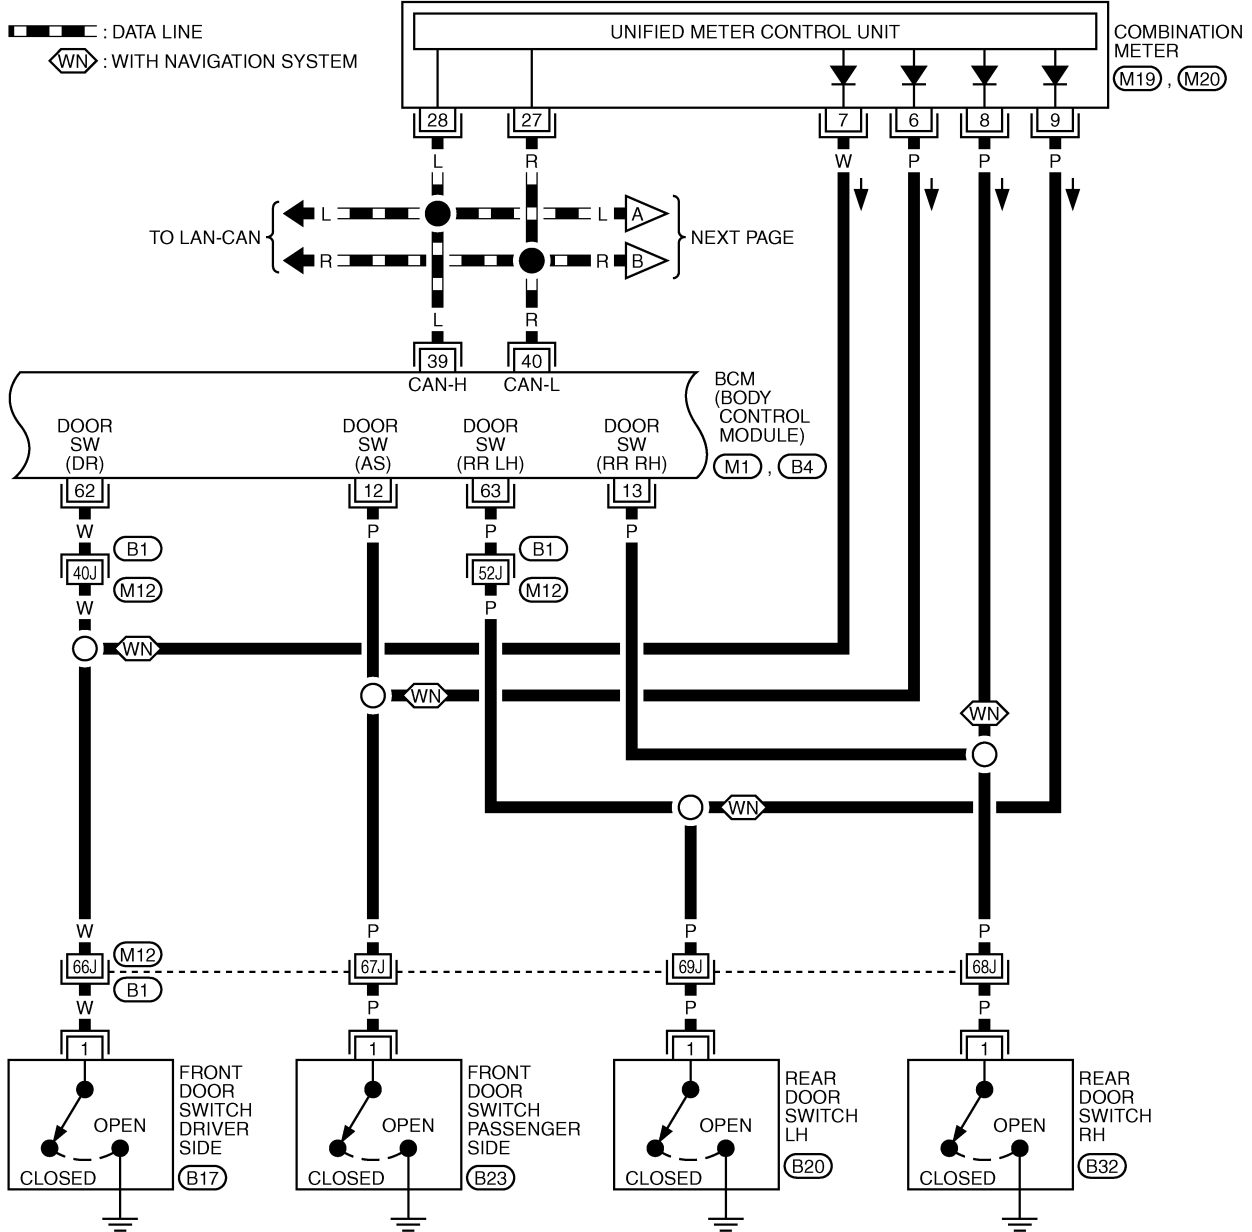 : DATA LINE
WN : WITH NAVIGATION SYSTEM
UNIFIED METER CONTROL UNIT
COMBINATION
METER
M19 , M20
28 27 7 6 8 9
L R W P P P
L L A
TO LAN-CAN
NEXT PAGE
R R B
L R
39 40
CAN-H CAN-L
BCM
(BODY
CONTROL
MODULE)
M1 , B4
DOOR
SW
(DR)
DOOR
SW
(AS)
DOOR
SW
(RR LH)
DOOR
SW
(RR RH)
62 12 63 13
W P P P
B1 B1
40J 52J
M12 M12
W P
WN
WN
WN
WN
W P P P
M12
66J 67J 69J 68J
B1
W P P P
1 1 1 1
FRONT
DOOR
SWITCH
DRIVER
SIDE
B17
OPEN
CLOSED
FRONT
DOOR
SWITCH
PASSENGER
SIDE
B23
OPEN
CLOSED
REAR
DOOR
SWITCH
LH
B20
OPEN
CLOSED
REAR
DOOR
SWITCH
RH
B32
OPEN
CLOSED